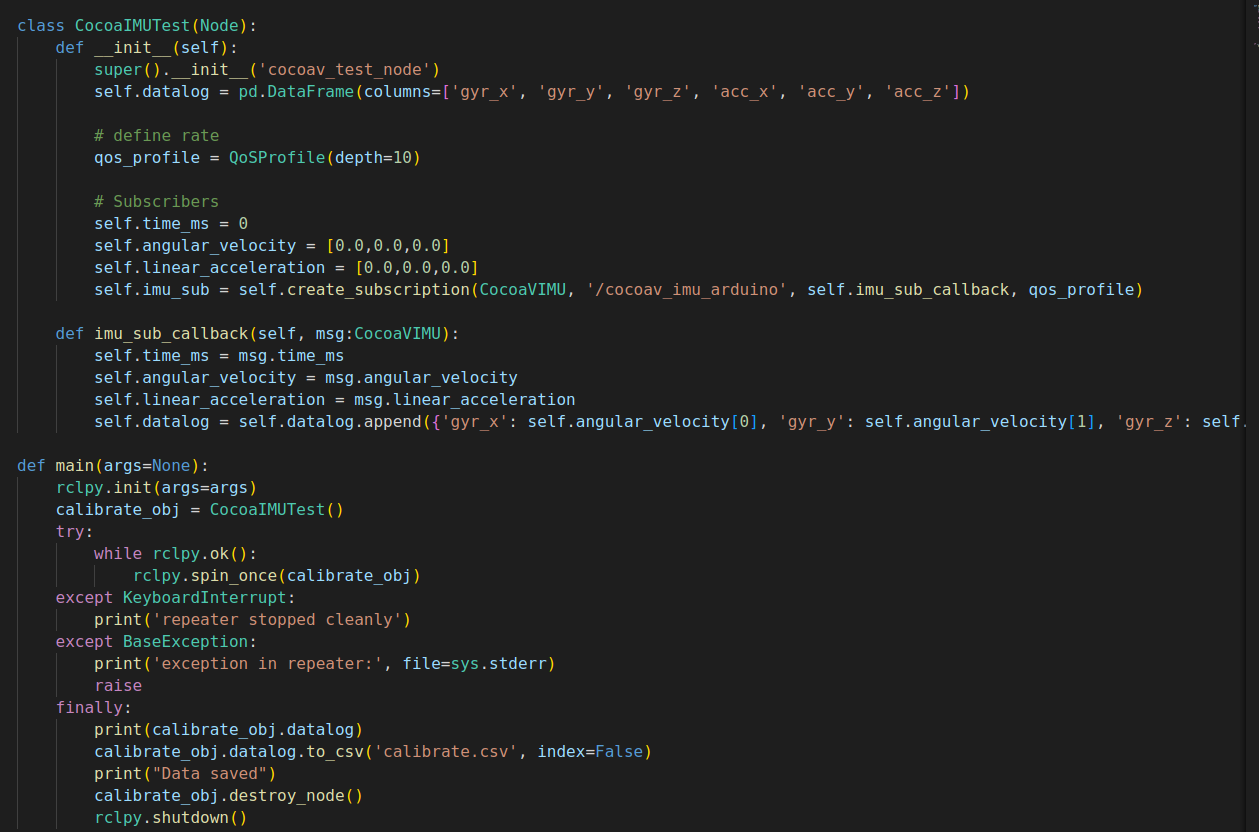 class CocoaIMUTest(Node):
    def __init__(self):
        super().__init__('cocoav_test_node')
        self.datalog = pd.DataFrame(columns=['gyr_x', 'gyr_y', 'gyr_z', 'acc_x', 'acc_y', 'acc_z'])

        # define rate
        qos_profile = QoSProfile(depth=10)

        # Subscribers
        self.time_ms = 0
        self.angular_velocity = [0.0,0.0,0.0]
        self.linear_acceleration = [0.0,0.0,0.0]
        self.imu_sub = self.create_subscription(CocoaVIMU, '/cocoav_imu_arduino', self.imu_sub_callback, qos_profile)

    def imu_sub_callback(self, msg:CocoaVIMU):
        self.time_ms = msg.time_ms
        self.angular_velocity = msg.angular_velocity
        self.linear_acceleration = msg.linear_acceleration
        self.datalog = self.datalog.append({'gyr_x': self.angular_velocity[0], 'gyr_y': self.angular_velocity[1], 'gyr_z': self.

def main(args=None):
    rclpy.init(args=args)
    calibrate_obj = CocoaIMUTest()
    try:
        while rclpy.ok():
            rclpy.spin_once(calibrate_obj)
    except KeyboardInterrupt:
        print('repeater stopped cleanly')
    except BaseException:
        print('exception in repeater:', file=sys.stderr)
        raise
    finally:
        print(calibrate_obj.datalog)
        calibrate_obj.datalog.to_csv('calibrate.csv', index=False)
        print("Data saved")
        calibrate_obj.destroy_node()
        rclpy.shutdown()